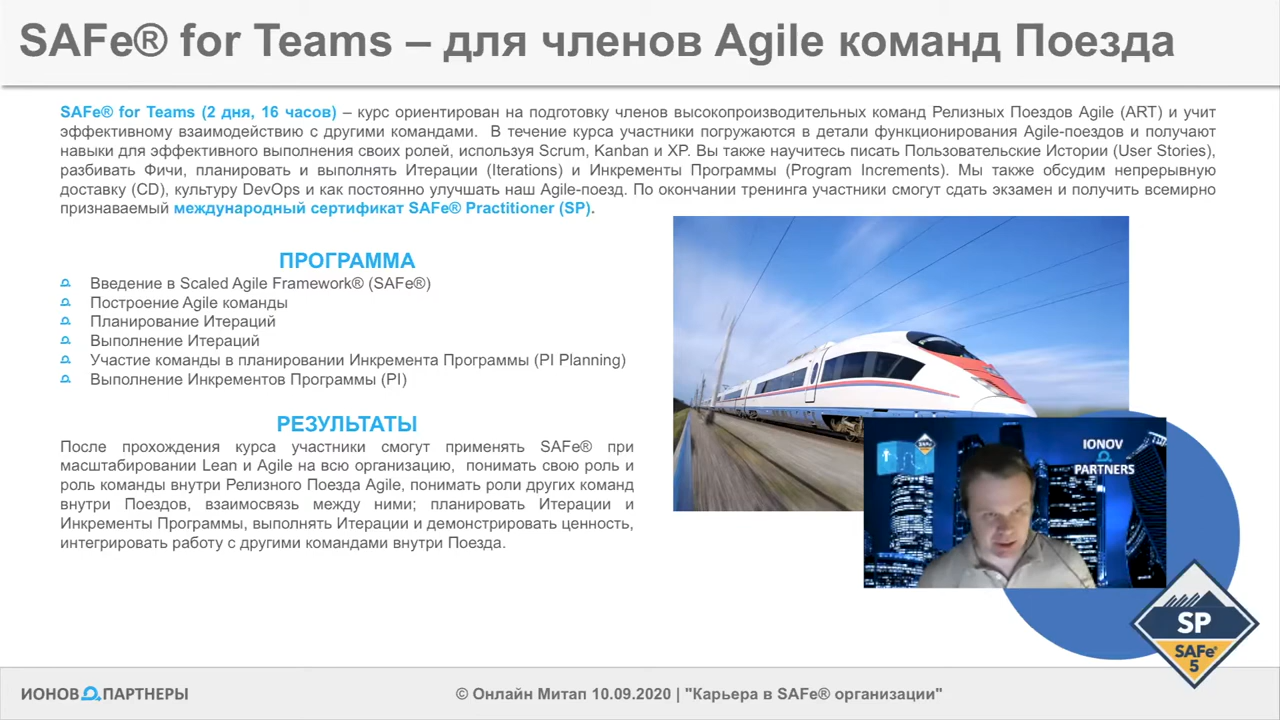 SAFe® for Teams – для членов Agile команд Поезда
SAFe® for Teams (2 дня, 16 часов) – курс ориентирован на подготовку членов высокопроизводительных команд Релизных Поездов Agile (ART) и учит
эффективному взаимодействию с другими командами. В течение курса участники погружаются в детали функционирования Agile-поездов и получают
навыки для эффективного выполнения своих ролей, используя Scrum, Kanban и XP. Вы также научитесь писать Пользовательские Истории (User Stories),
разбивать Фичи, планировать и выполнять Итерации (Iterations) и Инкременты Программы (Program Increments). Мы также обсудим непрерывную
доставку (CD), культуру DevOps и как постоянно улучшать наш Agile-поезд. По окончании тренинга участники смогут сдать экзамен и получить всемирно
признаваемый международный сертификат SAFe® Practitioner (SP).
ПРОГРАММА
Введение в Scaled Agile Framework® (SAFe®)
Построение Agile команды
Планирование Итераций
Выполнение Итераций
Участие команды в планировании Инкремента Программы (PI Planning)
Выполнение Инкрементов Программы (PI)
РЕЗУЛЬТАТЫ
После прохождения курса участники смогут применять SAFe® при
масштабировании Lean и Agile на всю организацию, понимать свою роль и
роль команды внутри Релизного Поезда Agile, понимать роли других команд
внутри Поездов, взаимосвязь между ними; планировать Итерации и
Инкременты Программы, выполнять Итерации и демонстрировать ценность,
интегрировать работу с другими командами внутри Поезда.
IONOV
PARTNERS
SP
SAFe®
5
ИОНОВ ПАРТНЕРЫ
© Онлайн Митап 10.09.2020 | "Карьера в SAFe® организации"